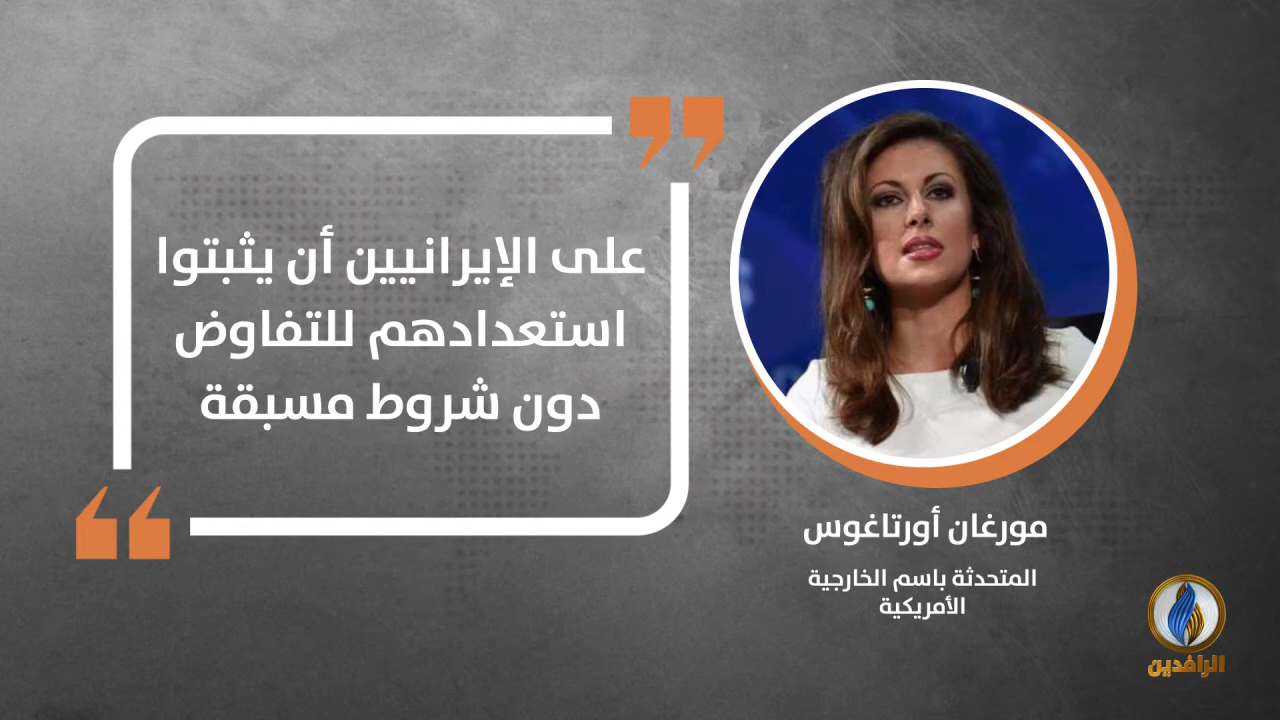 على الإيرانيين أن يثبتوا
استعدادهم للتفاوض
دون شروط مسبقة
مورغان أورتاغوس
المتحدثة باسم الخارجية
الأمريكية
الرافدين